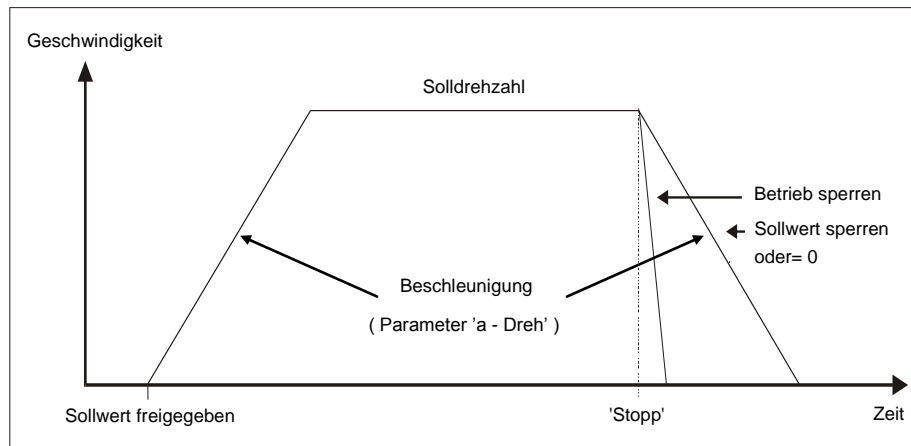 Geschwindigkeit
Solldrehzahl
Betrieb sperren
Sollwert sperren
oder= 0
Beschleunigung
( Parameter 'a - Dreh' )
Sollwert freigegeben
'Stopp'
Zeit